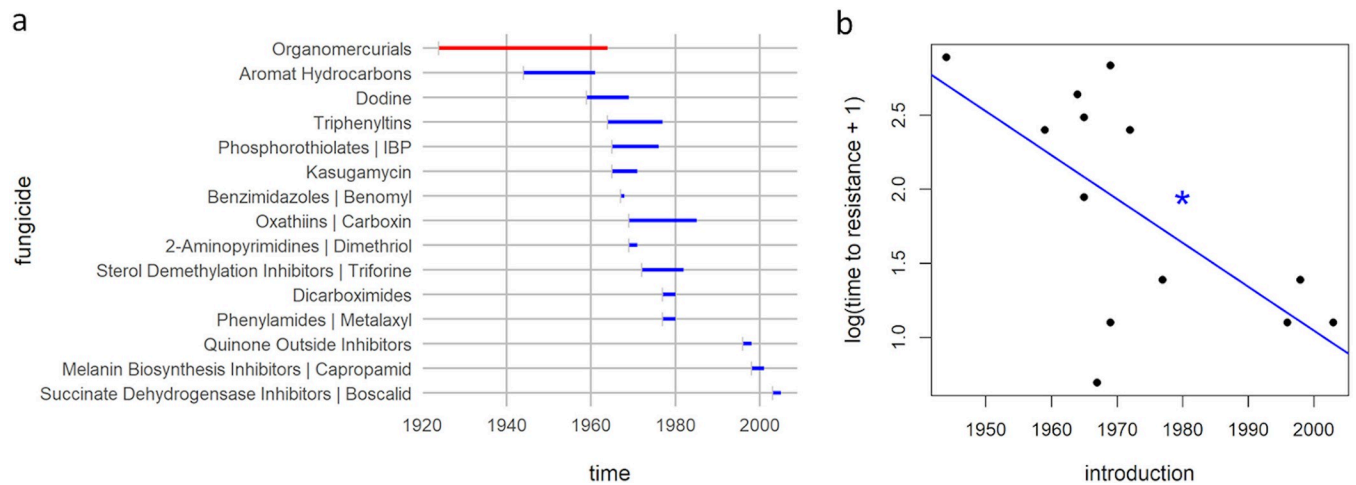 a
fungicide
Organomercurials
Aromat Hydrocarbons
Dodine
Triphenyltins
Phosphorothiolates | IBP
Kasugamycin
Benzimidazoles | Benomyl
Oxathiins | Carboxin
2-Aminopyrimidines | Dimethriol
Sterol Demethylation Inhibitors | Triforine
Dicarboximides
Phenylamides | Metalaxyl
Quinone Outside Inhibitors
Melanin Biosynthesis Inhibitors | Capropamid
Succinate Dehydrogensase Inhibitors | Boscalid
1920 1940 1960 1980 2000
time
b
log(time to resistance + 1)
2.5
2.0
1.5
1.0
*
1950 1960 1970 1980 1990 2000
introduction